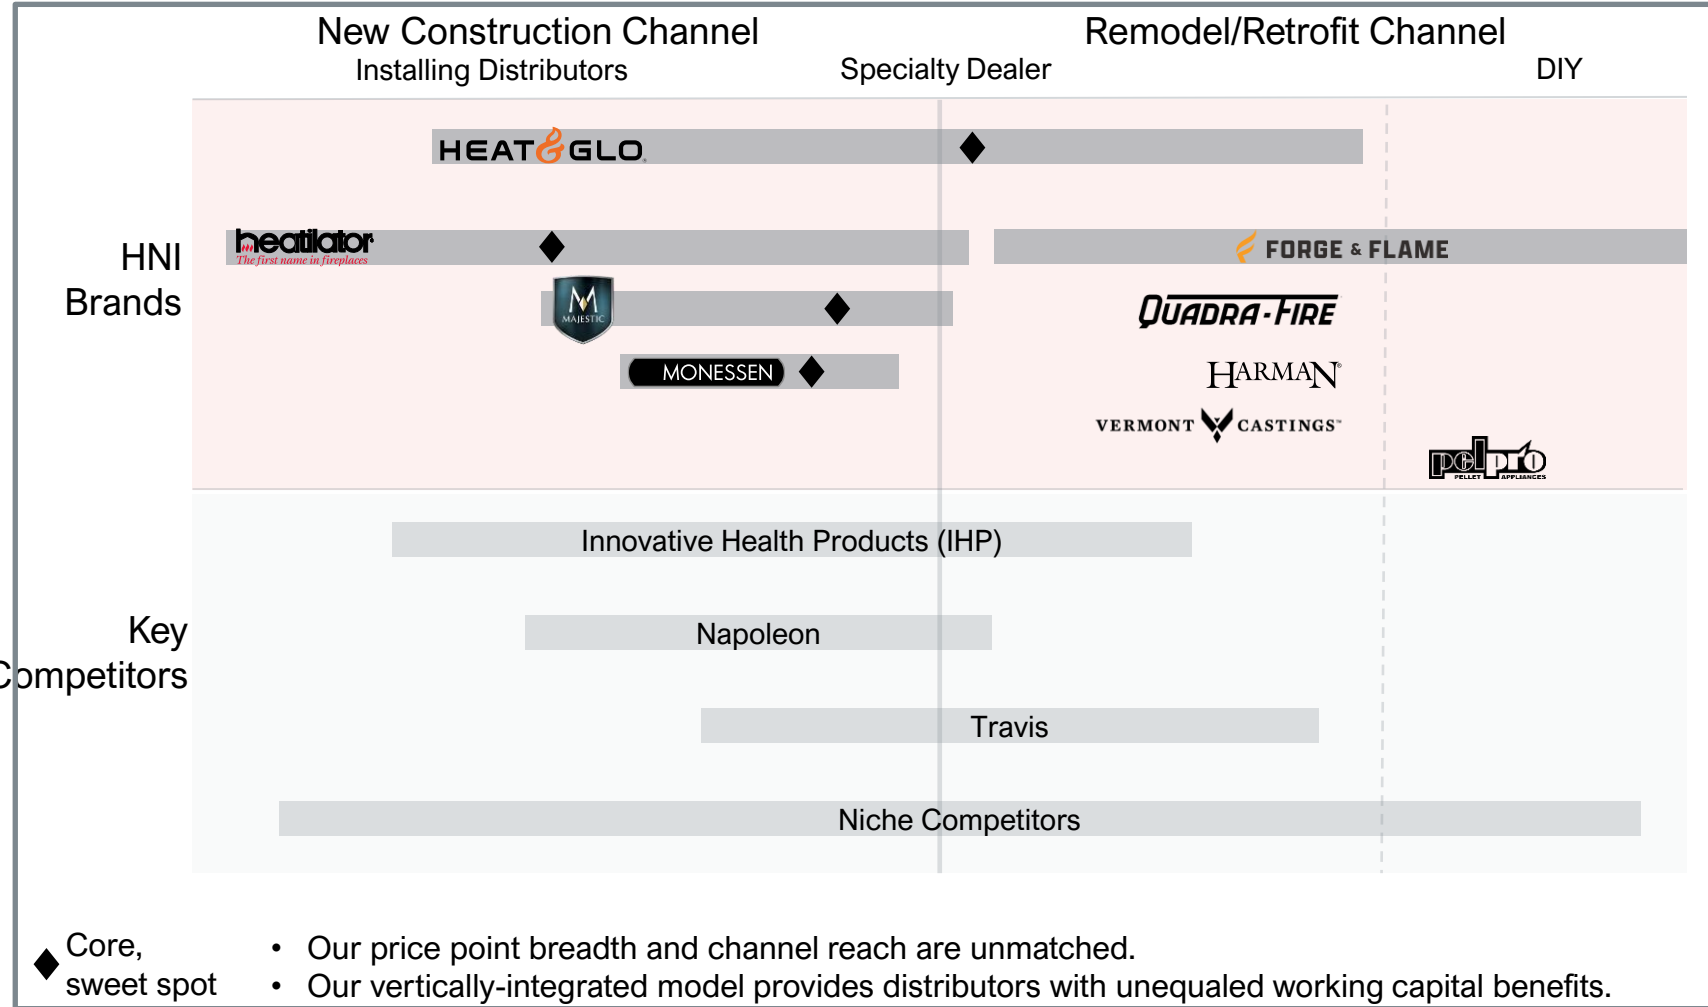 New Construction Channel
Remodel/Retrofit Channel
Installing Distributors
Specialty Dealer
DIY
HEAT & GLO
HNI
Brands
heatilator
The first name in fireplaces
FORGE & FLAME
MAJESTIC
QUADRA-FIRE
MONESSEN
HARMAN®
VERMONT CASTINGS™
pelpro
PELLET APPLIANCES
Innovative Health Products (IHP)
Key
Competitors
Napoleon
Travis
Niche Competitors
Core,
sweet spot
• Our price point breadth and channel reach are unmatched.
• Our vertically-integrated model provides distributors with unequaled working capital benefits.